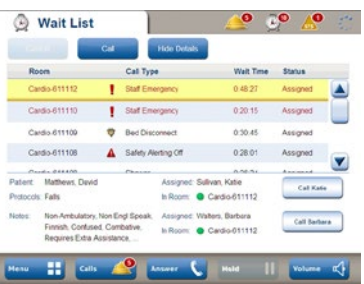 Wait List
Call
Hide Details
Room Call Type Wait Time Status
Cardio-611112 Staff Emergency 0:48:27 Assigned
Cardio-611110 Staff Emergency 0:20:15 Assigned
Cardio-611109 Bed Disconnect 0:30:45 Assigned
Cardio-611108 Safety Alerting Off 0:28:01 Assigned
Patient: Matthews, David Assigned: Sullivan, Katie Call Katie
Protocols: Falls In Room: Cardio-611112
Notes: Non-Ambulatory, Non Engl Speak, Assigned: Walters, Barbara Call Barbara
Finnish, Confused, Combative, In Room: Cardio-611112
Requires Extra Assistance, ...
Menu Calls Answer Hold Volume